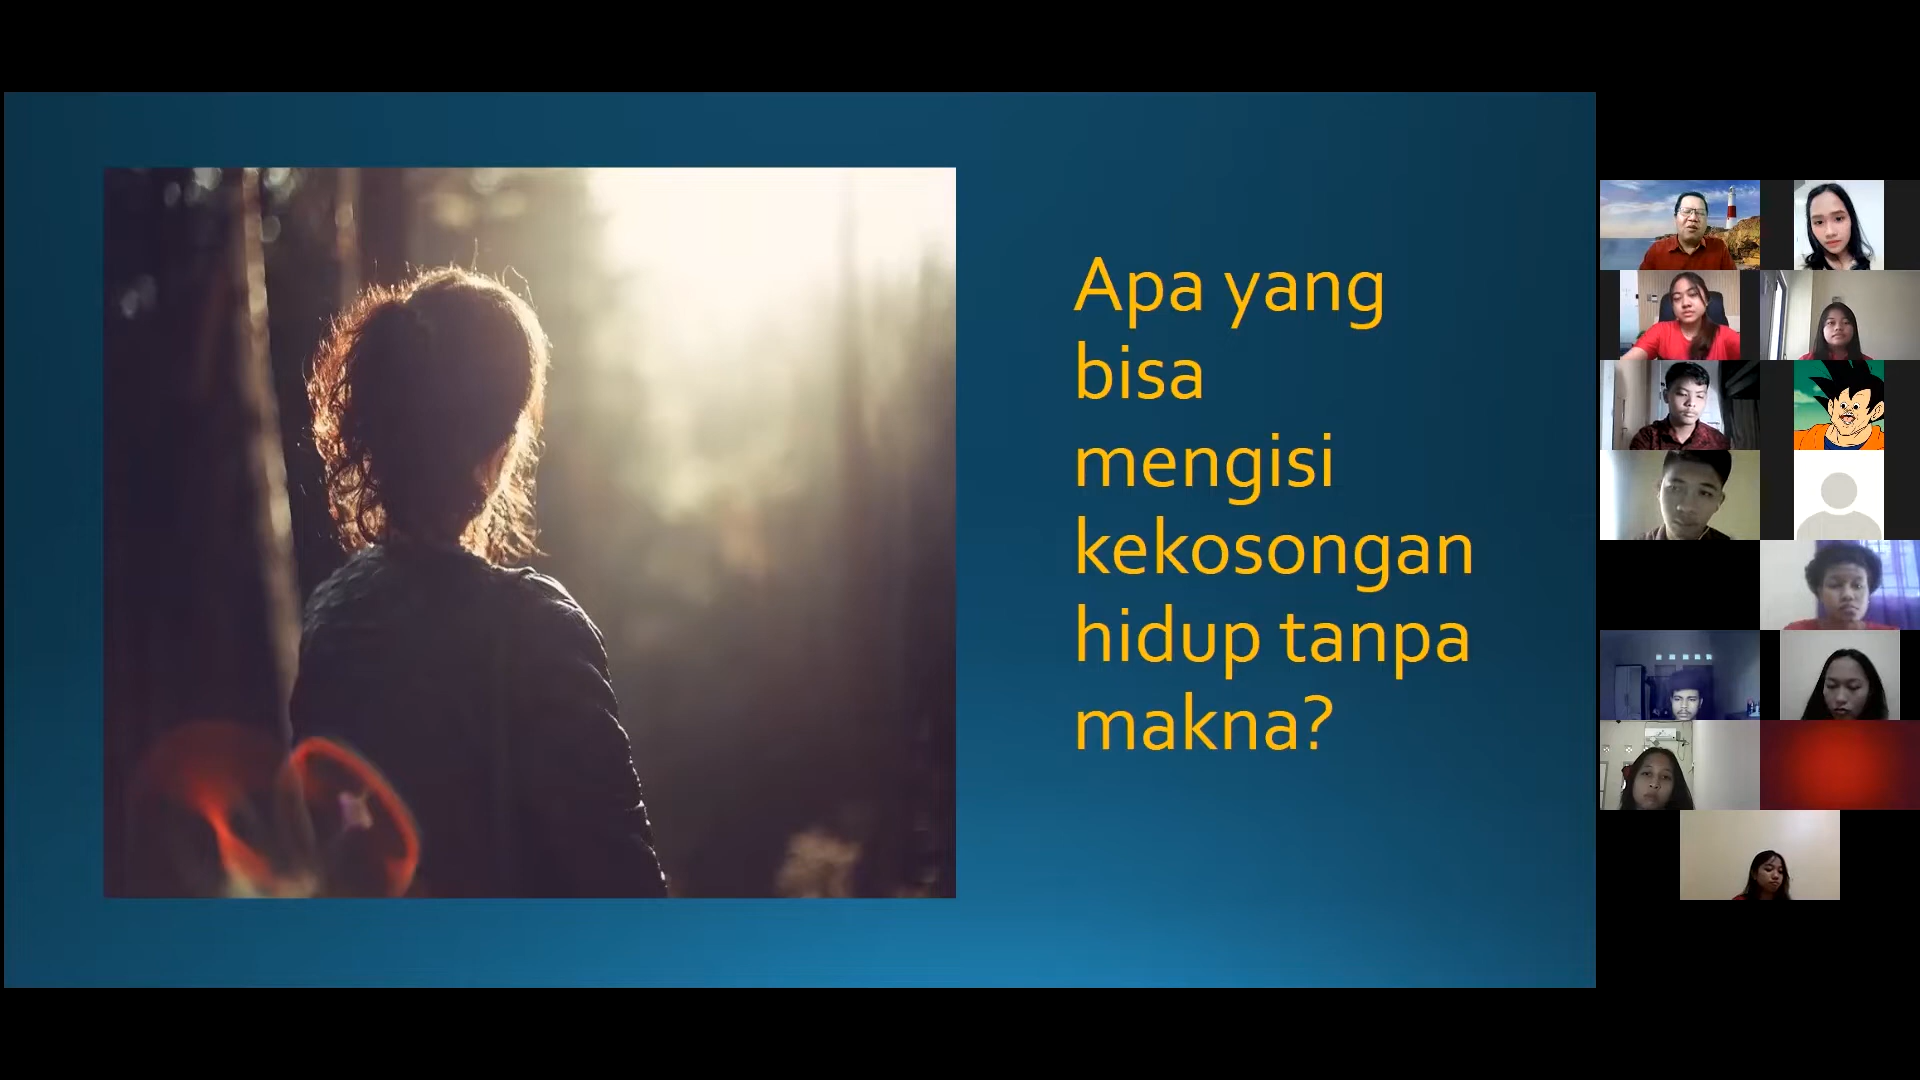 Apa yang
bisa
mengisi
kekosongan
hidup tanpa
makna?